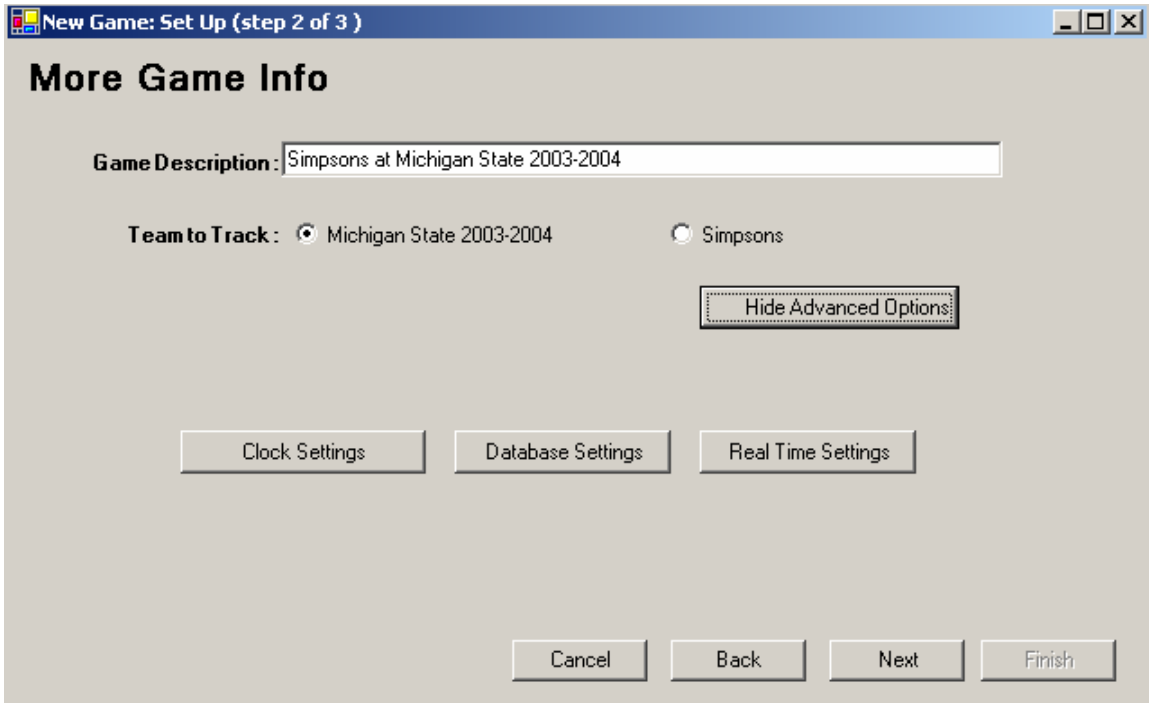 New Game: Set Up (step 2 of 3 )
More Game Info
Game Description : Simpsons at Michigan State 2003-2004
Team to Track : Michigan State 2003-2004 Simpsons
Hide Advanced Options
Clock Settings Database Settings Real Time Settings
Cancel Back Next Finish